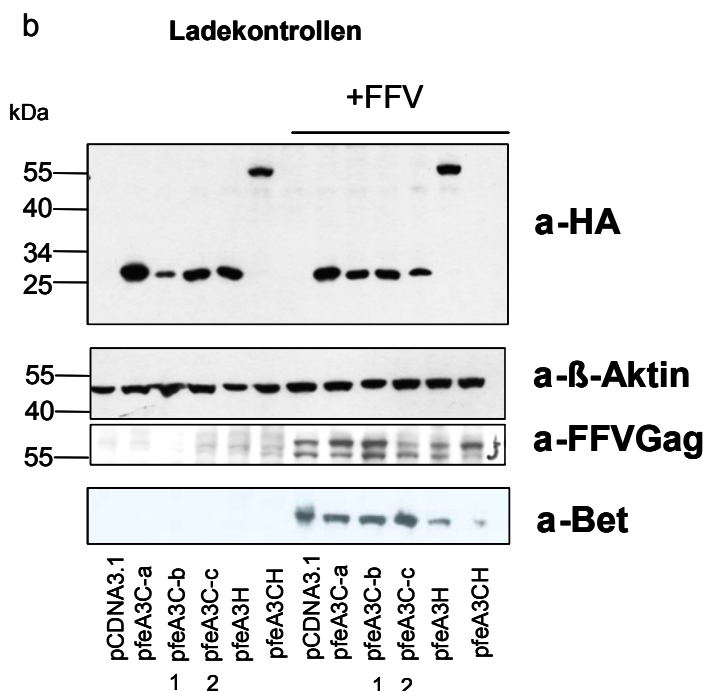 b
Ladekontrollen
+FFV
kDa
55
40
34
25
a-HA
55
40
a-ß-Aktin
55
a-FFVGag
a-Bet
pCDNA3.1
pfeA3C-a
pfeA3C-b
1
pfeA3C-c
2
pfeA3H
pfeA3CH
pCDNA3.1
pfeA3C-a
pfeA3C-b
1
pfeA3C-c
2
pfeA3H
pfeA3CH